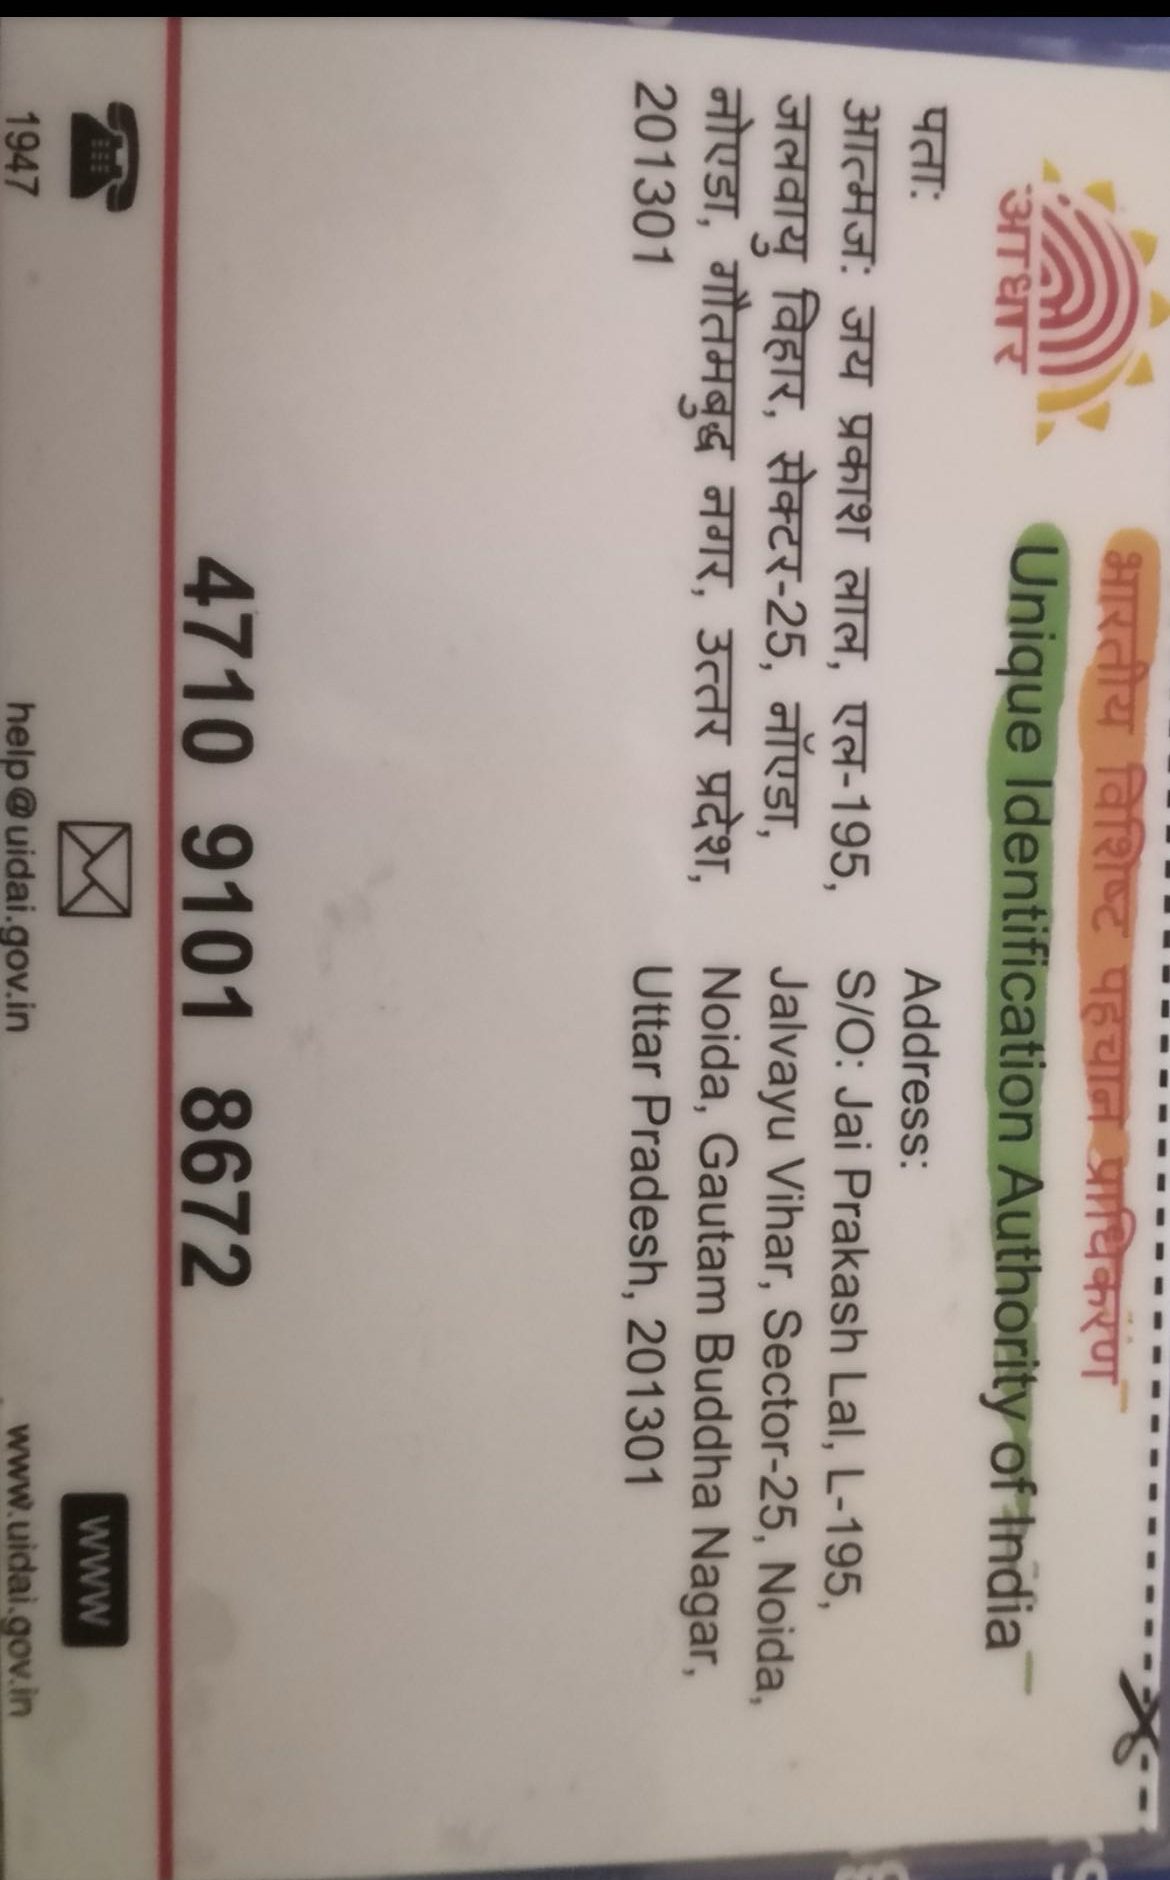 भारतीय विशिष्ट पहचान प्राधिकरण
Unique Identification Authority of India
आधार
पता:
आत्मज: जय प्रकाश लाल, एल-195,
जलवायु विहार, सेक्टर-25, नॉएडा,
नोएडा, गौतमबुद्ध नगर, उत्तर प्रदेश,
201301
Address:
S/O: Jai Prakash Lal, L-195,
Jalvayu Vihar, Sector-25, Noida,
Noida, Gautam Buddha Nagar,
Uttar Pradesh, 201301
4710 9101 8672
1947
help@uidai.gov.in
www
www.uidai.gov.in